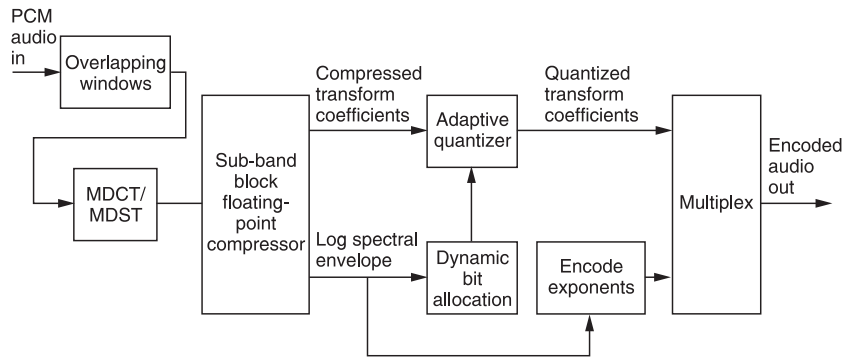 PCM
audio
in
Overlapping
windows
MDCT/
MDST
Sub-band
block
floating-
point
compressor
Compressed
transform
coefficients
Log spectral
envelope
Adaptive
quantizer
Dynamic
bit
allocation
Quantized
transform
coefficients
Encode
exponents
Multiplex
Encoded
audio
out